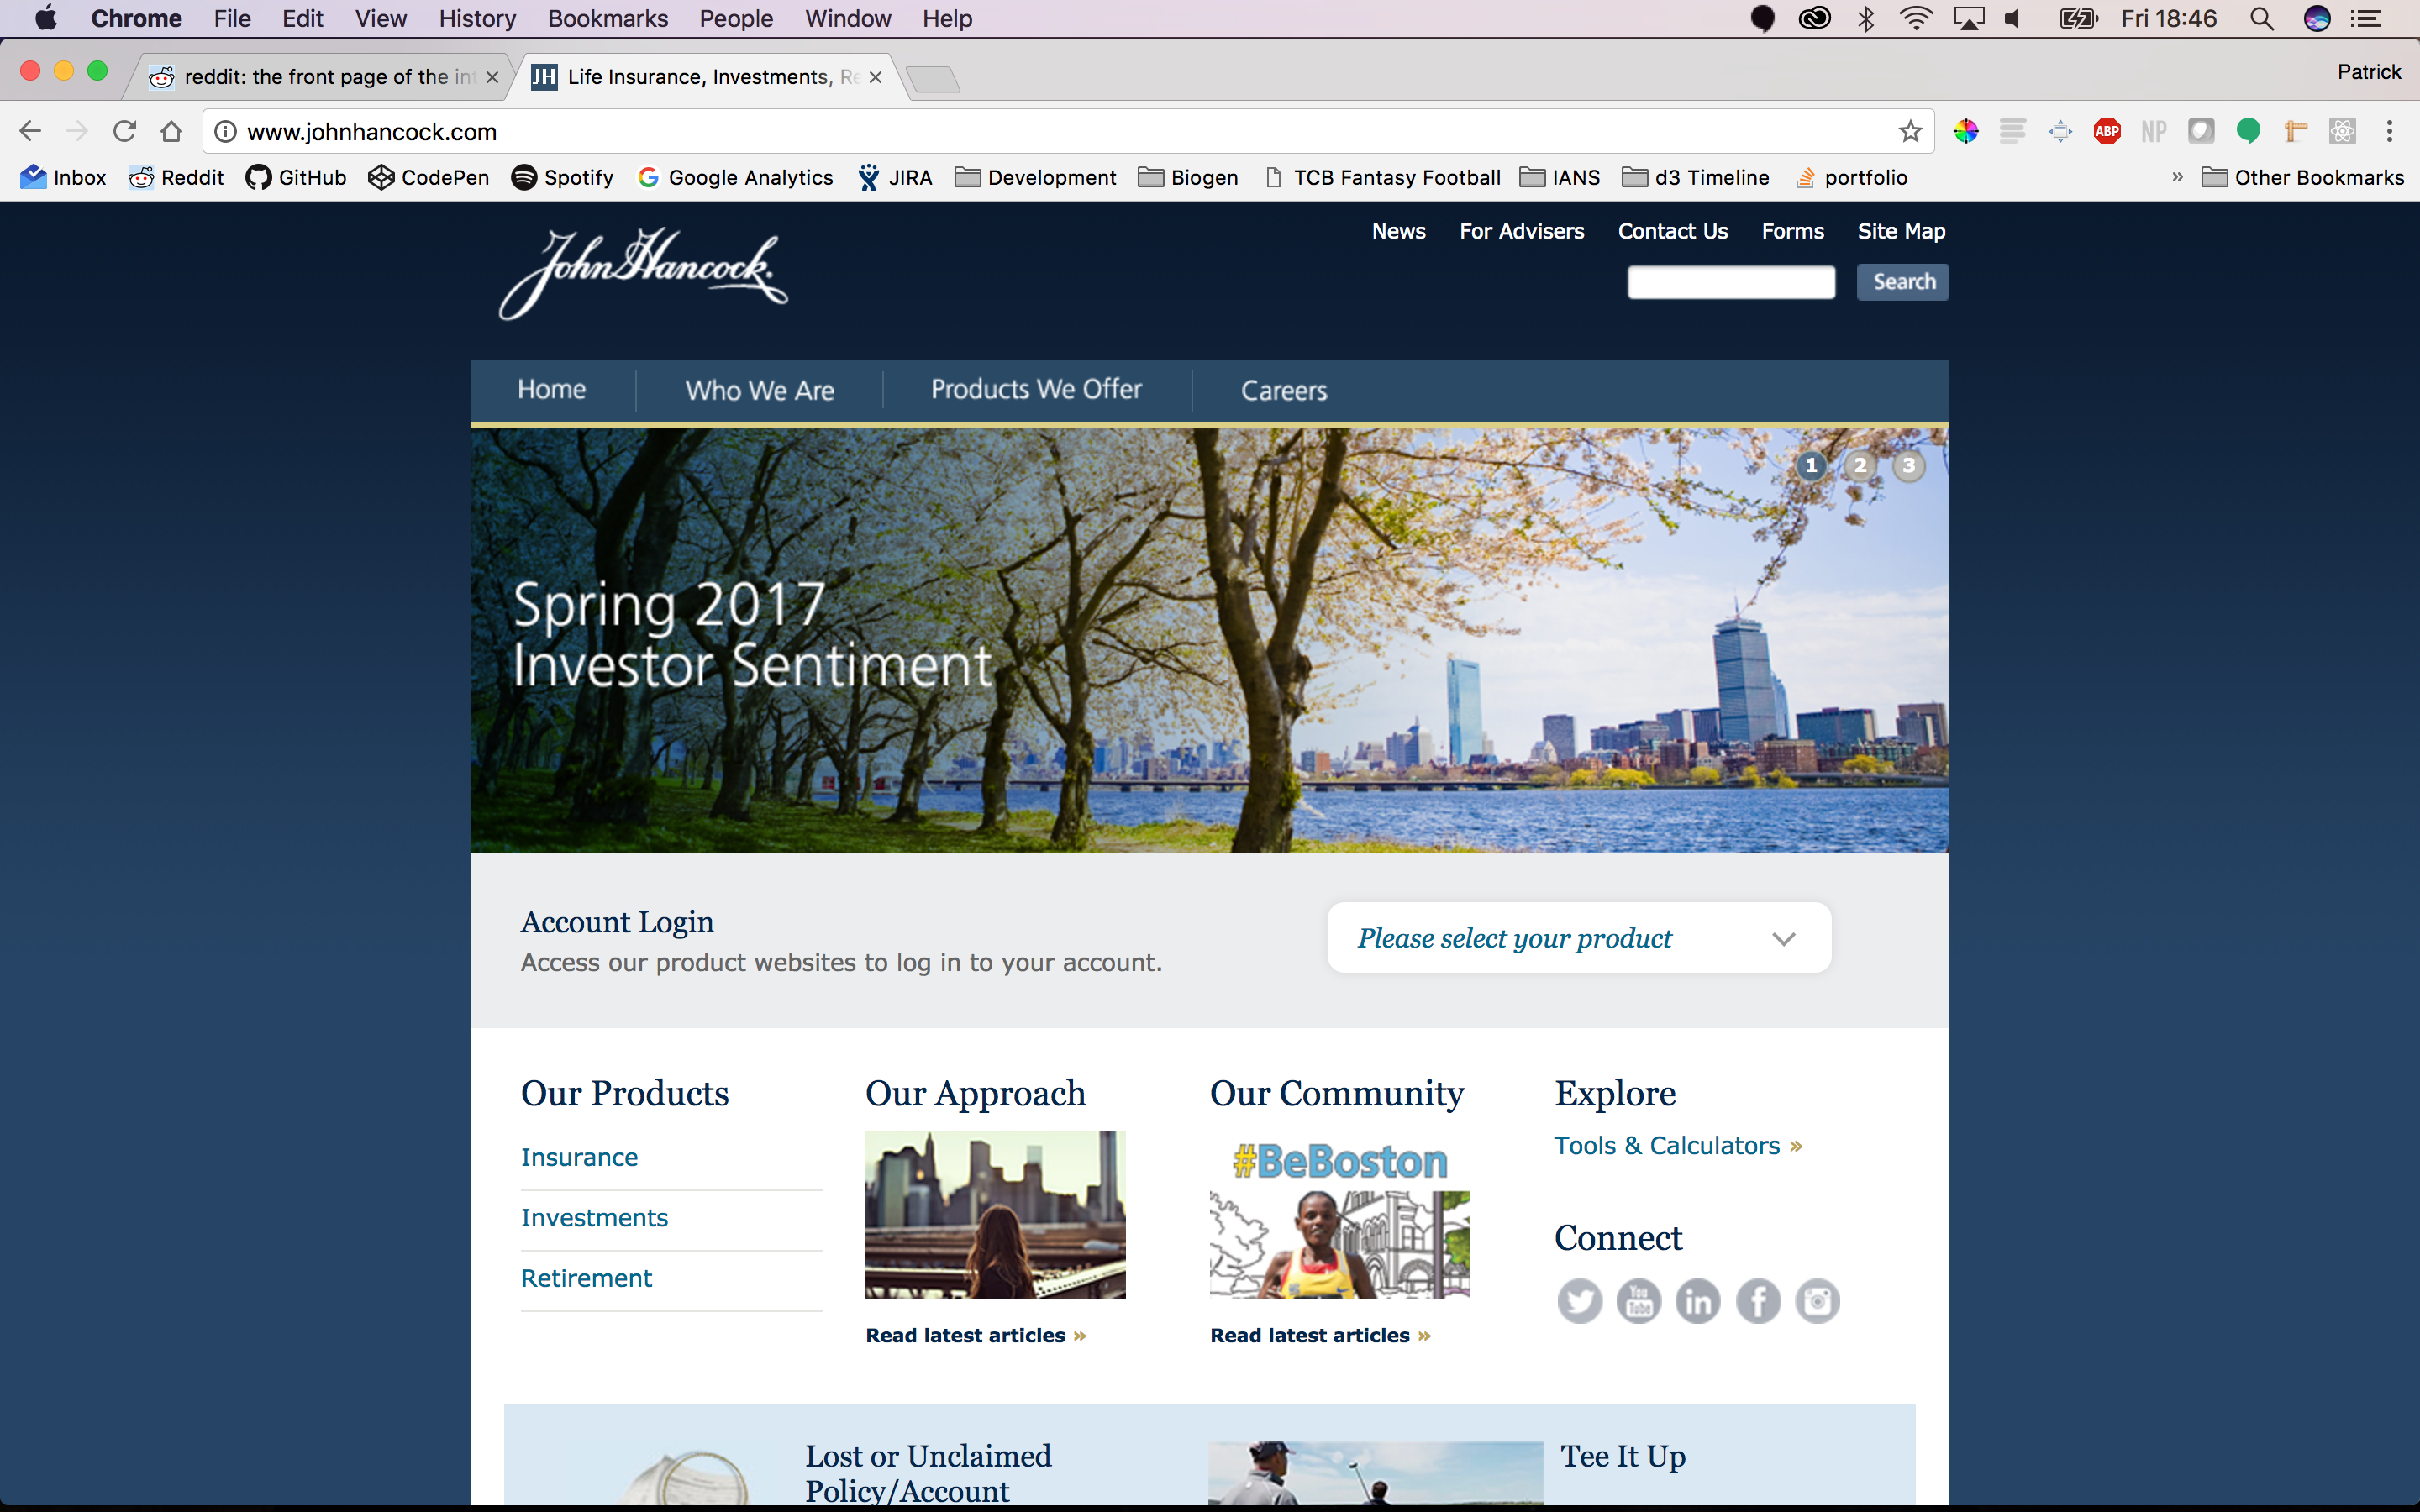 Chrome File Edit View History Bookmarks People Window Help Fri 18:46
reddit: the front page of the int Life Insurance, Investments, Re Patrick
www.johnhancock.com ABP NP
Inbox Reddit GitHub CodePen Spotify Google Analytics JIRA Development Biogen TCB Fantasy Football IANS d3 Timeline portfolio » Other Bookmarks
John Hancock.
News For Advisers Contact Us Forms Site Map
Search
Home Who We Are Products We Offer Careers
1 2 3
Spring 2017
Investor Sentiment
Account Login
Access our product websites to log in to your account.
Please select your product
Our Products
Insurance
Investments
Retirement
Our Approach
Read latest articles »
Our Community
#BeBoston
Read latest articles »
Explore
Tools & Calculators »
Connect
You
Tube
in
f
Lost or Unclaimed
Policy/Account
Tee It Up